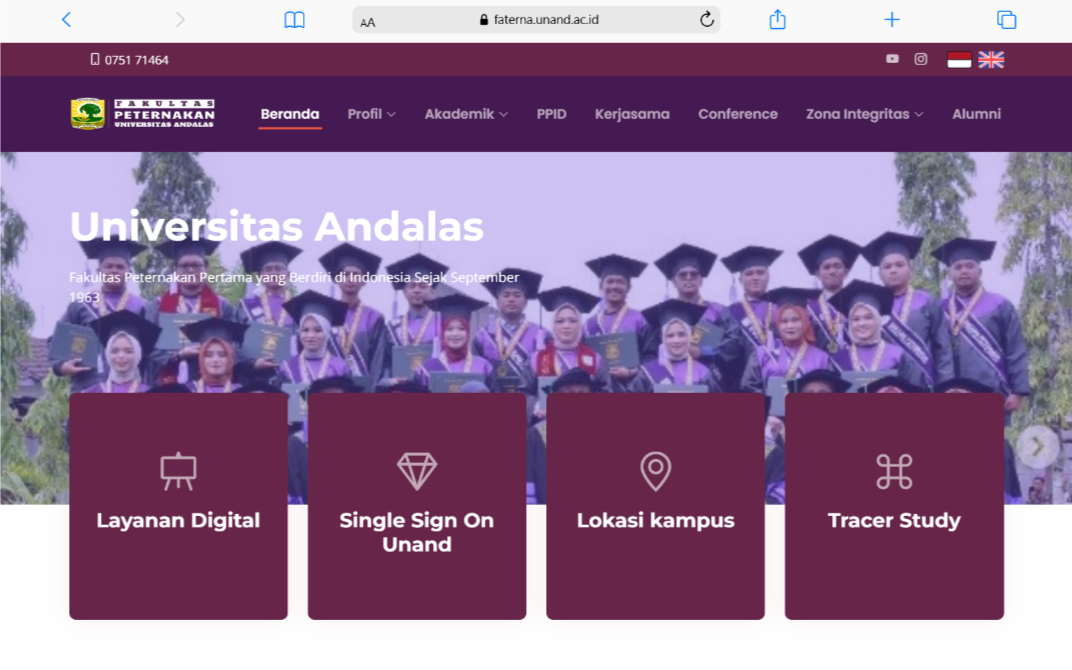 AA faterna.unand.ac.id
0751 71464
FAKULTAS
PETERNAKAN
UNIVERSITAS ANDALAS
Beranda Profil Akademik PPID Kerjasama Conference Zona Integritas Alumni
Universitas Andalas
Fakultas Peternakan Pertama yang Berdiri di Indonesia Sejak September
1963
Layanan Digital
Single Sign On
Unand
Lokasi kampus
Tracer Study